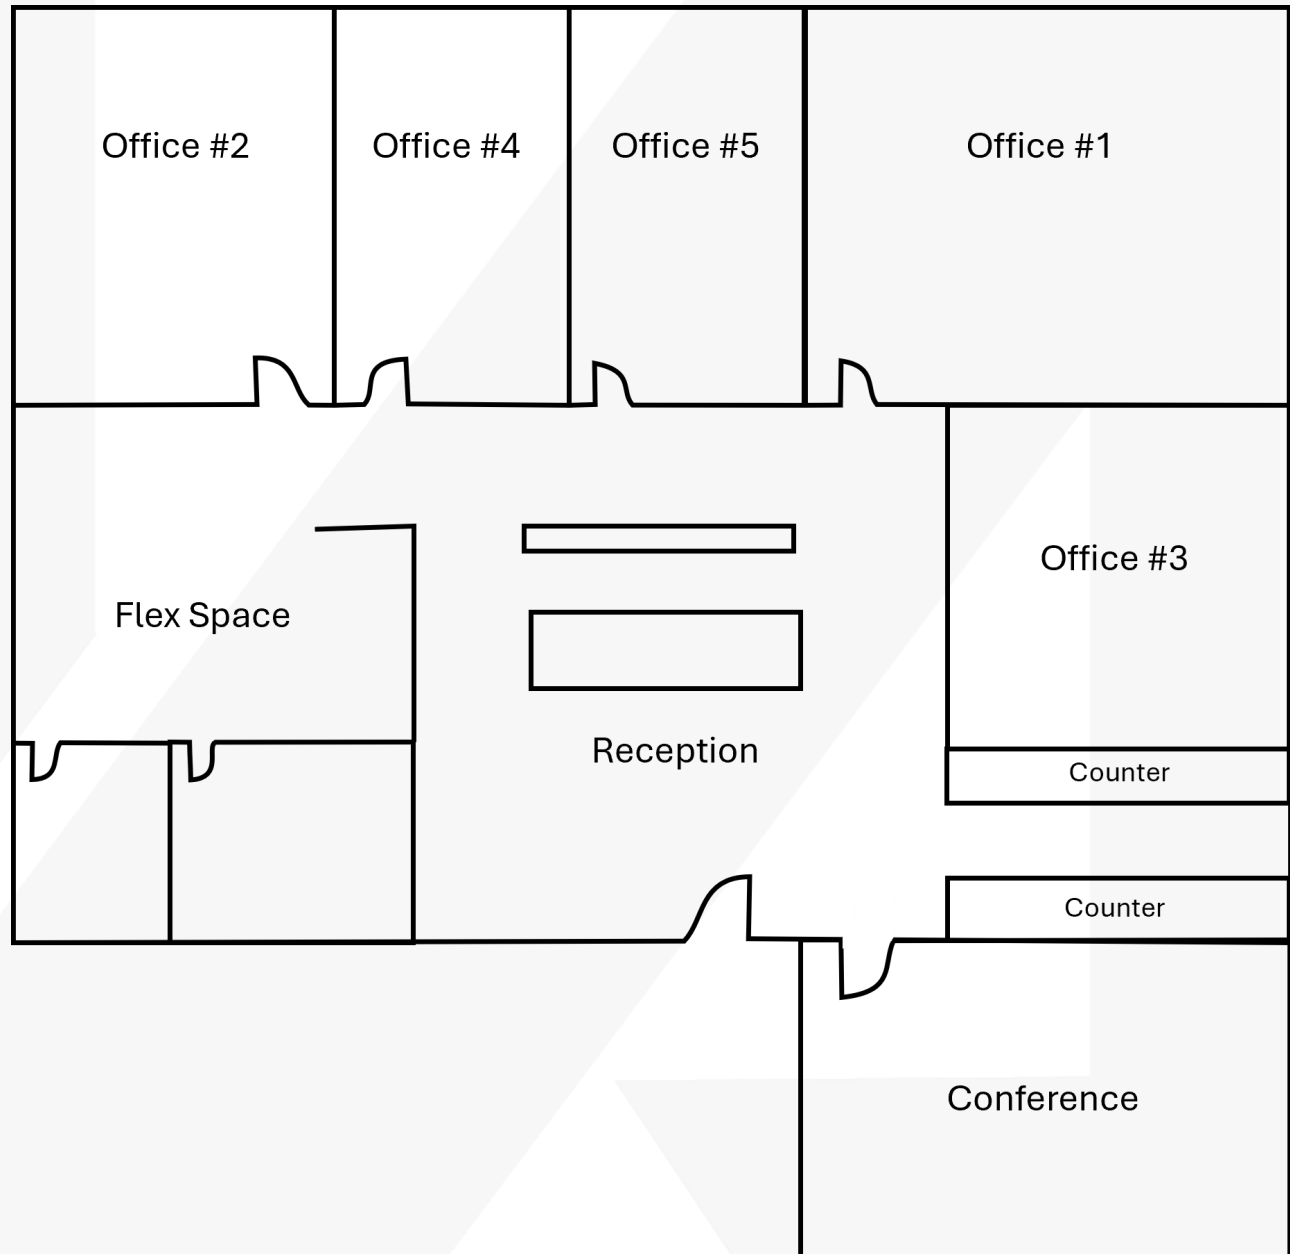 Office #2
Office #4
Office #5
Office #1
Office #3
Flex Space
Reception
Counter
Counter
Conference